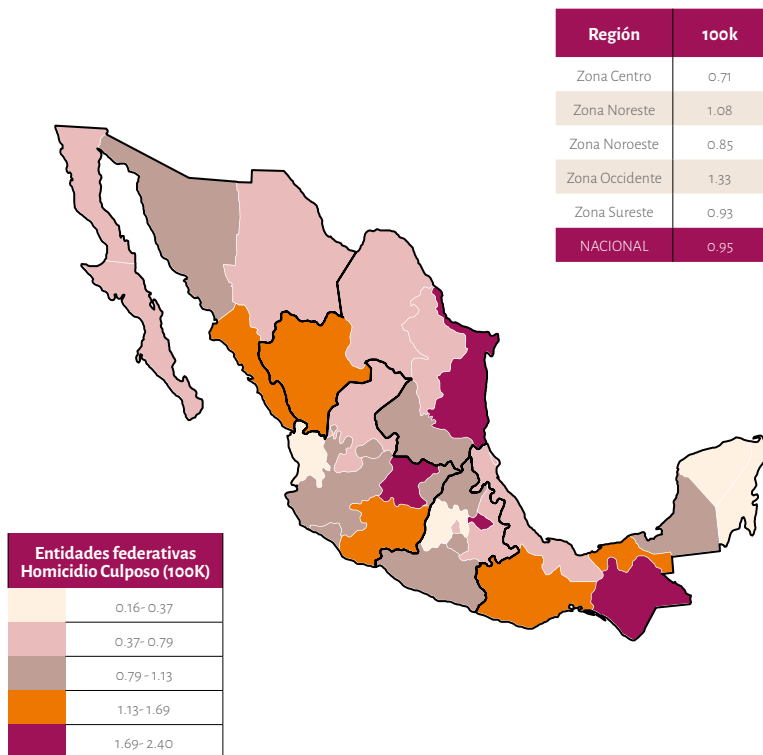 Región 100k
Zona Centro 0.71
Zona Noreste 1.08
Zona Noroeste 0.85
Zona Occidente 1.33
Zona Sureste 0.93
NACIONAL 0.95
Entidades federativas
Homicidio Culposo (100K)
0.16- 0.37
0.37- 0.79
0.79 - 1.13
1.13- 1.69
1.69- 2.40